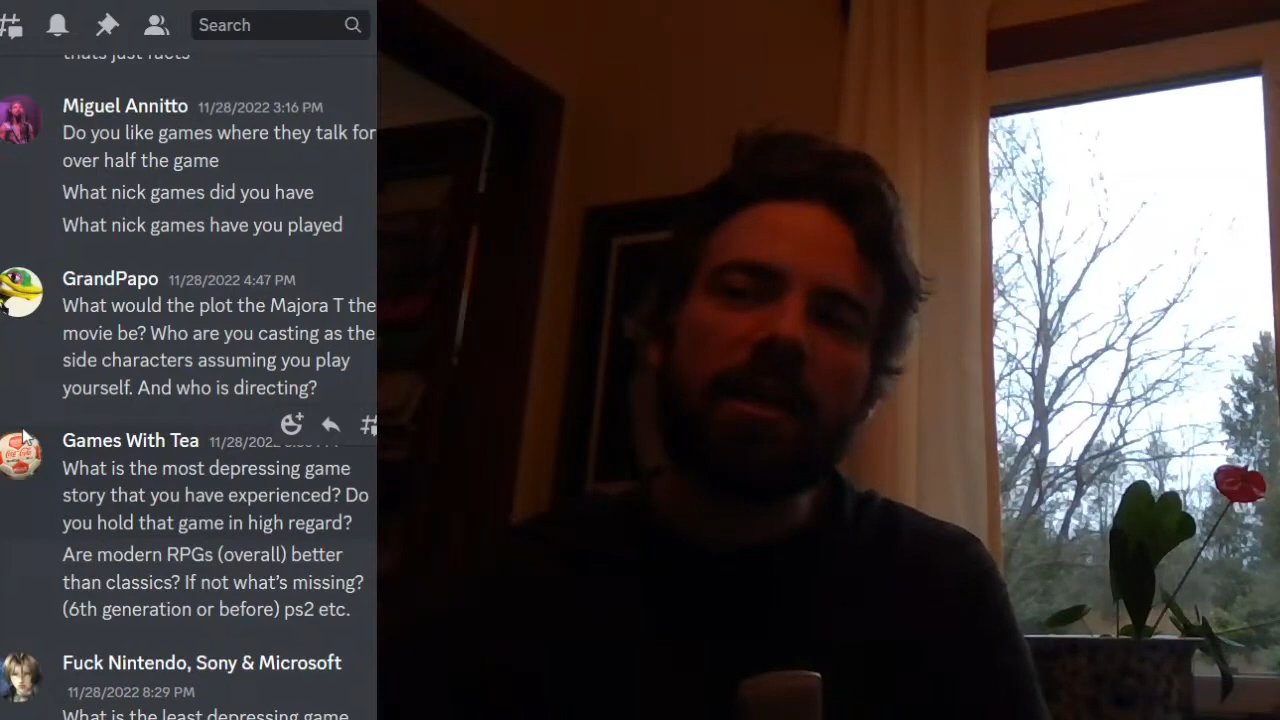 Search
thats just facts
Miguel Annitto 11/28/2022 3:16 PM
Do you like games where they talk for
over half the game
What nick games did you have
What nick games have you played
GrandPapo 11/28/2022 4:47 PM
What would the plot the Majora T the
movie be? Who are you casting as the
side characters assuming you play
yourself. And who is directing?
Games With Tea 11/28/202
What is the most depressing game
story that you have experienced? Do
you hold that game in high regard?
Are modern RPGs (overall) better
than classics? If not what's missing?
(6th generation or before) ps2 etc.
Fuck Nintendo, Sony & Microsoft
11/28/2022 8:29 PM
What is the least depressing game